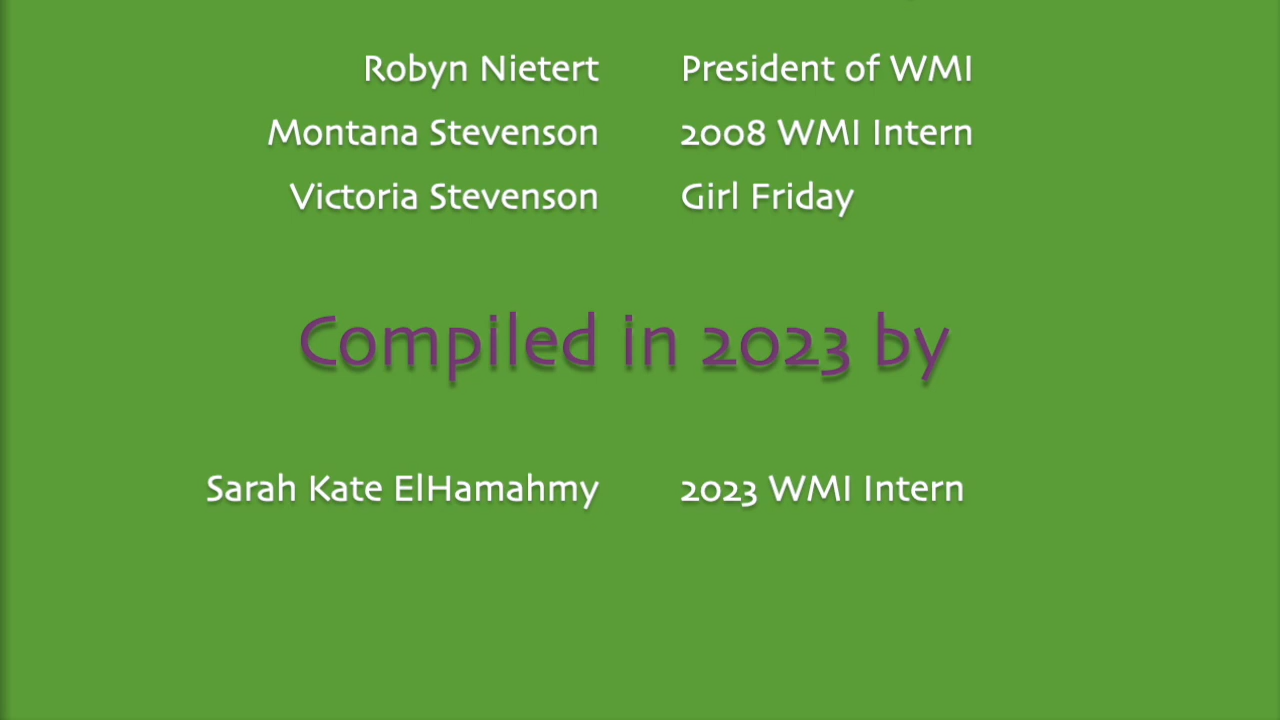 Robyn Nietert President of WMI
Montana Stevenson 2008 WMI Intern
Victoria Stevenson Girl Friday
Compiled in 2023 by
Sarah Kate ElHamahmy 2023 WMI Intern